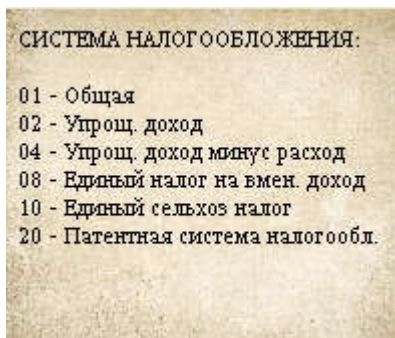 СИСТЕМА НАЛОГООБЛОЖЕНИЯ:
01 - Общая
02 - Упрощ. доход
04 - Упрощ. доход минус расход
08 - Единый налог на вмен. доход
10 - Единый сельхоз налог
20 - Патентная система налогообл.